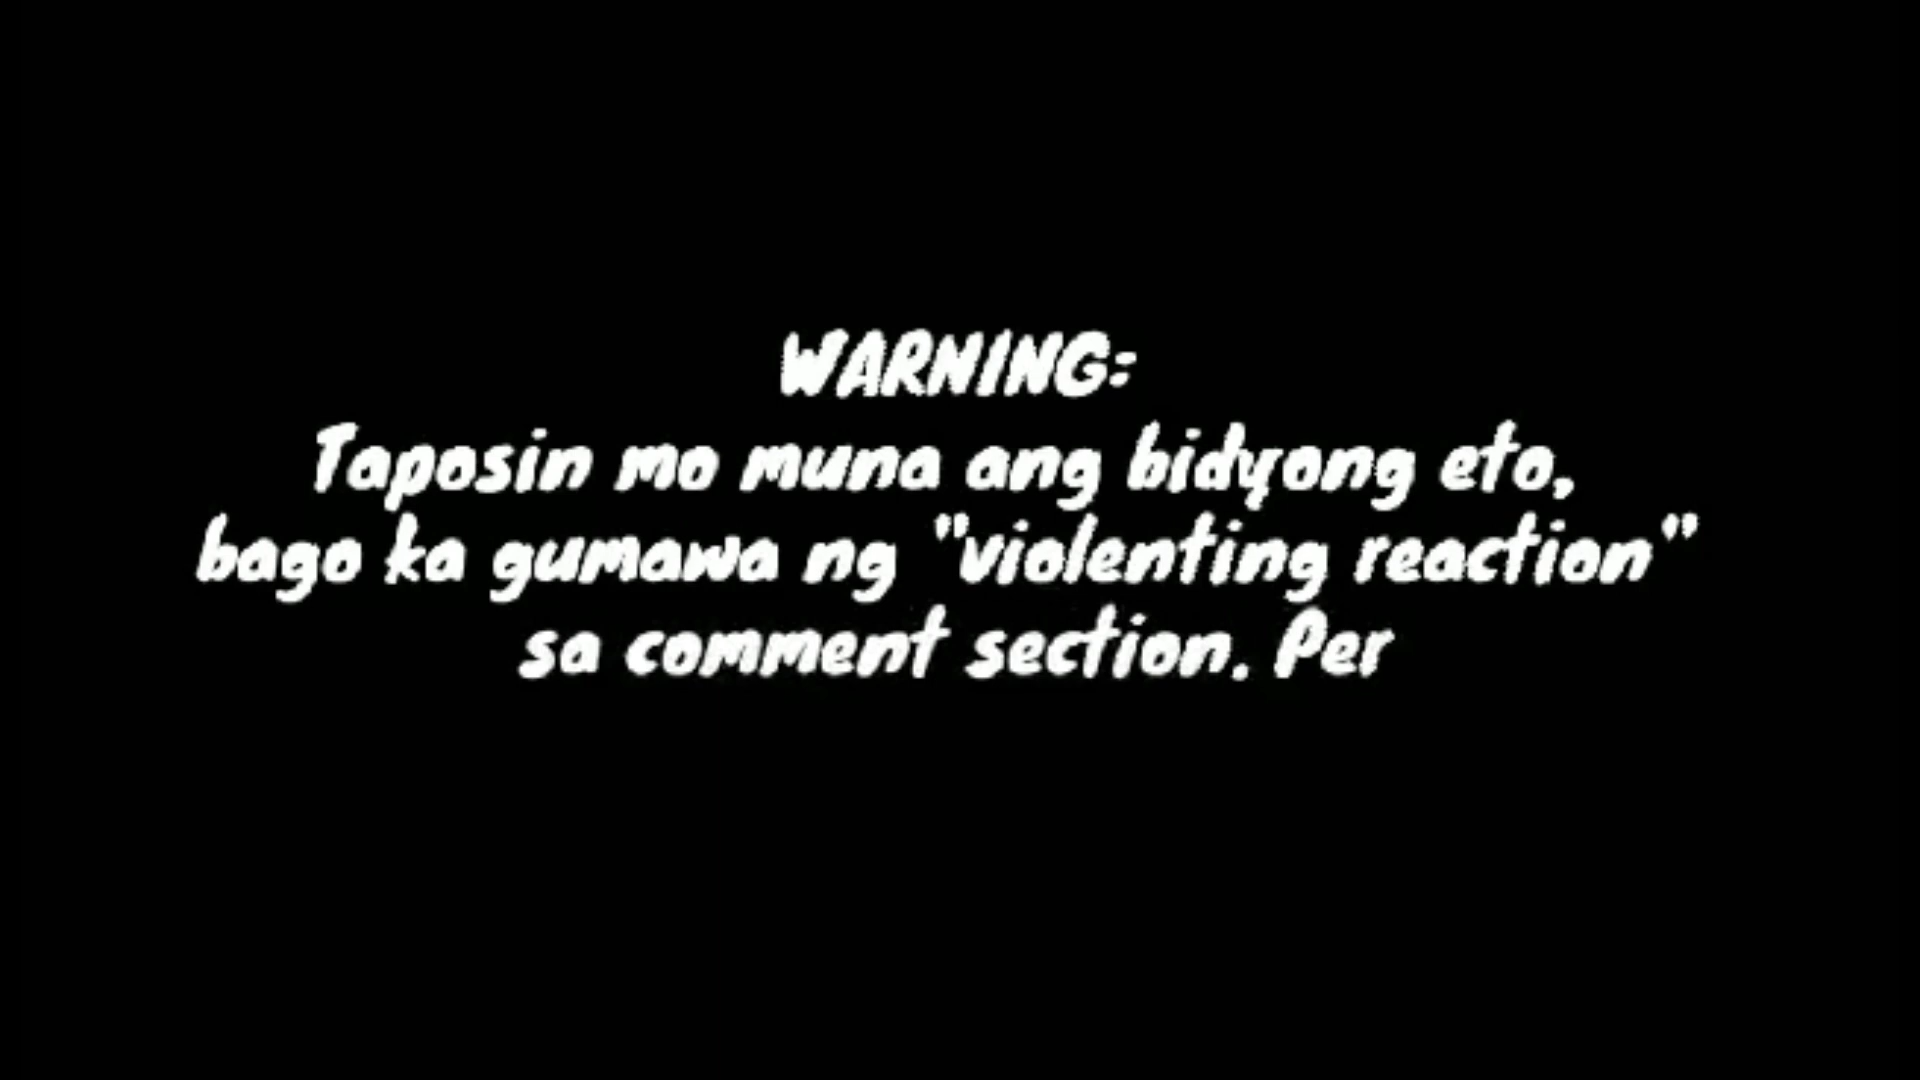 WARNING:
Taposin mo muna ang bidyong eto,
bago ka gumawa ng "violenting reaction"
sa comment section. Per